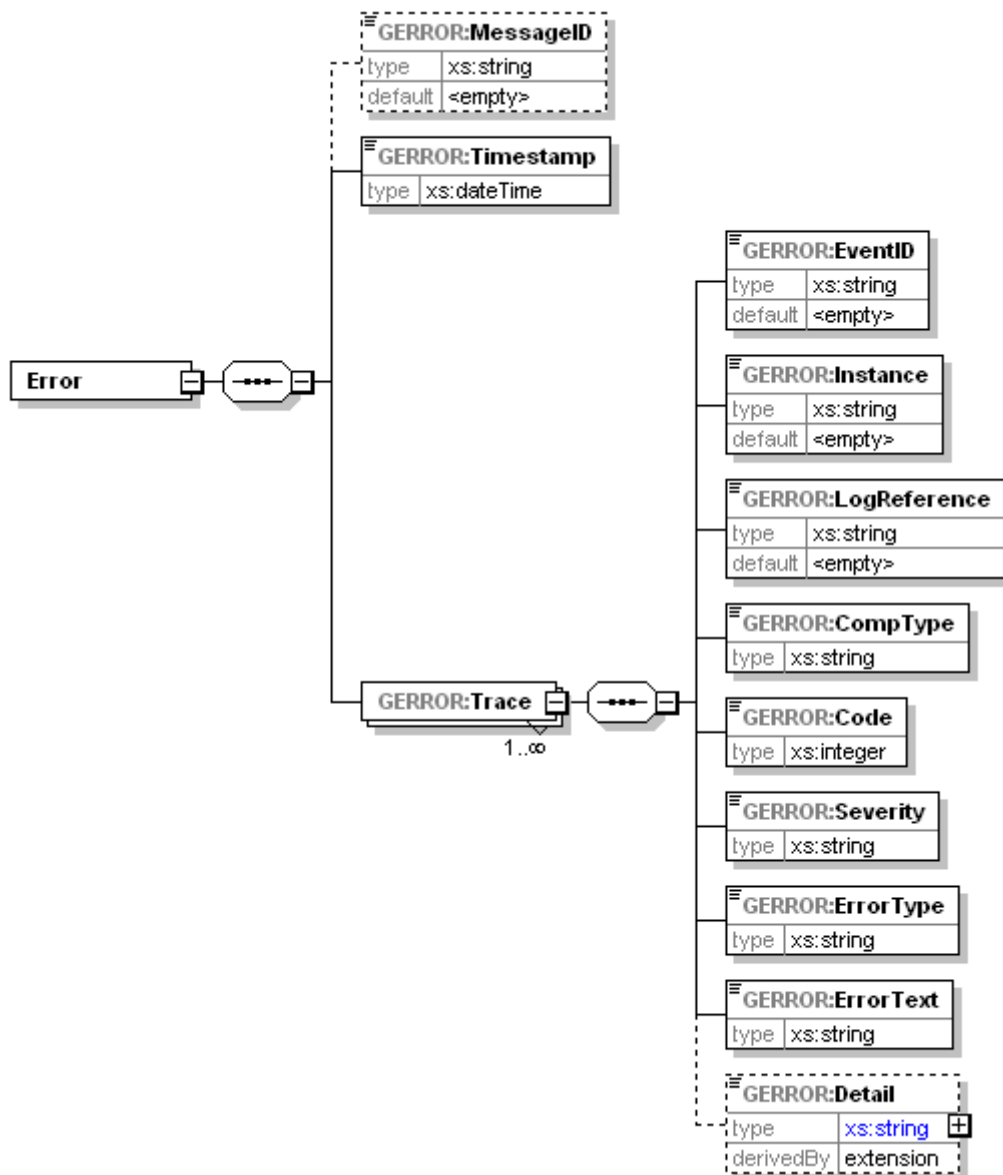 GERROR:MessageID
type xs:string
default <empty>
GERROR:Timestamp
type xs:dateTime
GERROR:EventID
type xs:string
default <empty>
GERROR:Instance
type xs:string
default <empty>
Error
GERROR:LogReference
type xs:string
default <empty>
GERROR:CompType
type xs:string
GERROR:Trace
1..∞
GERROR:Code
type xs:integer
GERROR:Severity
type xs:string
GERROR:ErrorType
type xs:string
GERROR:ErrorText
type xs:string
GERROR:Detail
type xs:string
derivedBy extension